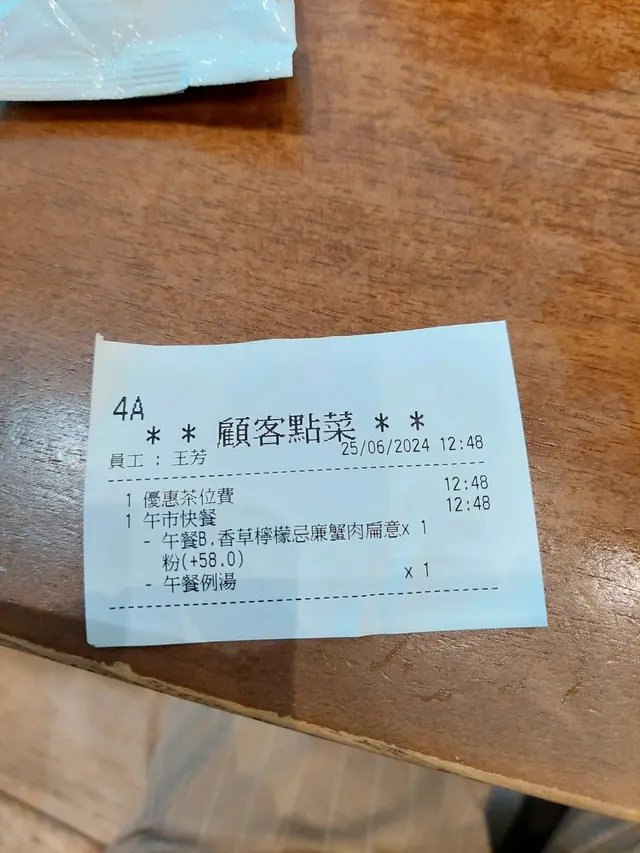 4A
* * 顧客點菜 * *
員工 : 王芳 25/06/2024 12:48
1 優惠茶位費 12:48
1 午市快餐 12:48
- 午餐B.香草檸檬忌廉蟹肉扁意x 1
粉(+58.0)
- 午餐例湯 x 1